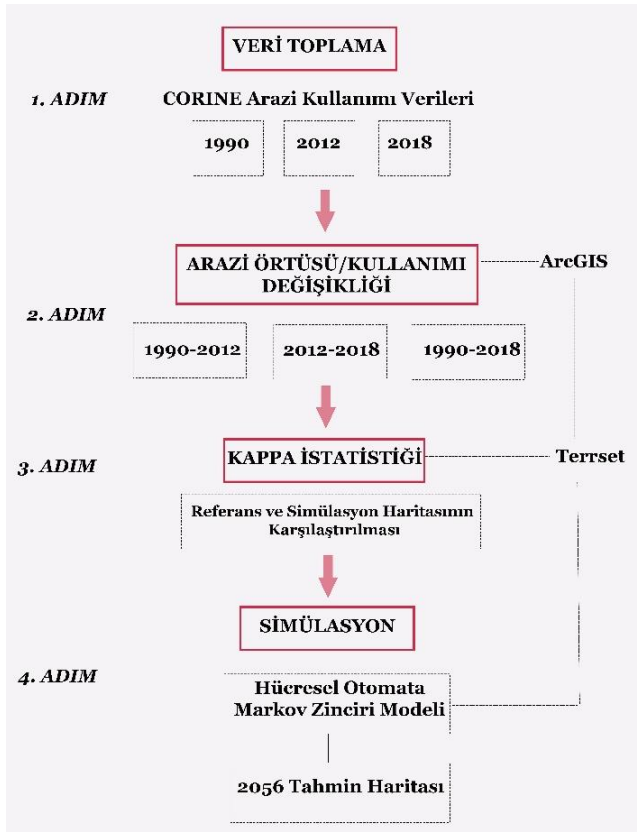 VERİ TOPLAMA
1. ADIM
CORINE Arazi Kullanımı Verileri
1990
2012
2018
ARAZİ ÖRTÜSÜ/KULLANIMI
DEĞİŞİKLİĞİ
ArcGIS
2. ADIM
1990-2012
2012-2018
1990-2018
KAPPA İSTATİSTİĞİ
Terrset
3. ADIM
Referans ve Simülasyon Haritasının
Karşılaştırılması
SİMÜLASYON
4. ADIM
Hücresel Otomata
Markov Zinciri Modeli
2056 Tahmin Haritası